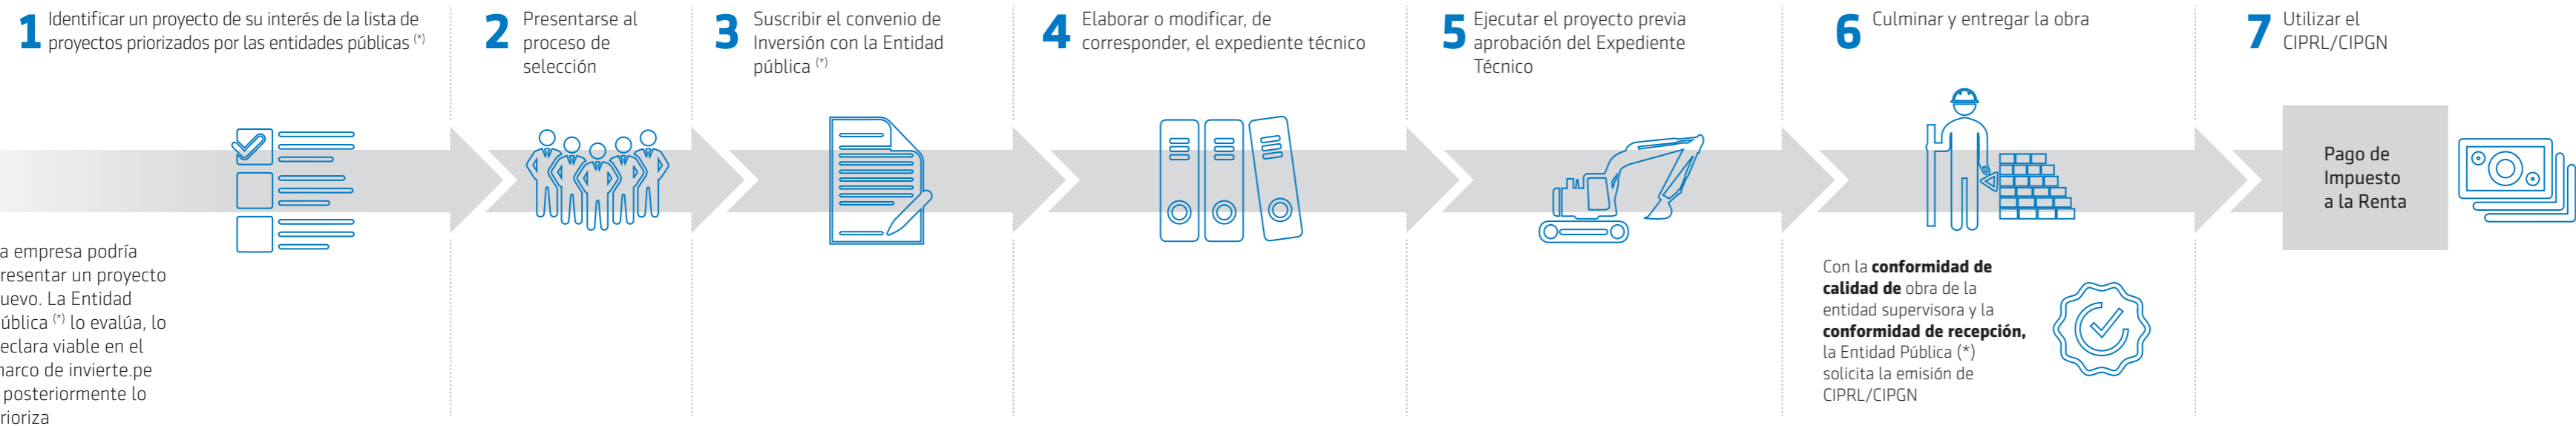 1 Identificar un proyecto de su interés de la lista de
proyectos priorizados por las entidades públicas (*)
a empresa podría
resentar un proyecto
uevo. La Entidad
ública (*) lo evalúa, lo
eclara viable en el
arco de invierte.pe
posteriormente lo
rioriza
2 Presentarse al
proceso de
selección
3 Suscribir el convenio de
Inversión con la Entidad
pública (*)
4 Elaborar o modificar, de
corresponder, el expediente técnico
5 Ejecutar el proyecto previa
aprobación del Expediente
Técnico
6 Culminar y entregar la obra
Con la conformidad de
calidad de obra de la
entidad supervisora y la
conformidad de recepción,
la Entidad Pública (*)
solicita la emisión de
CIPRL/CIPGN
7 Utilizar el
CIPRL/CIPGN
Pago de
Impuesto
a la Renta